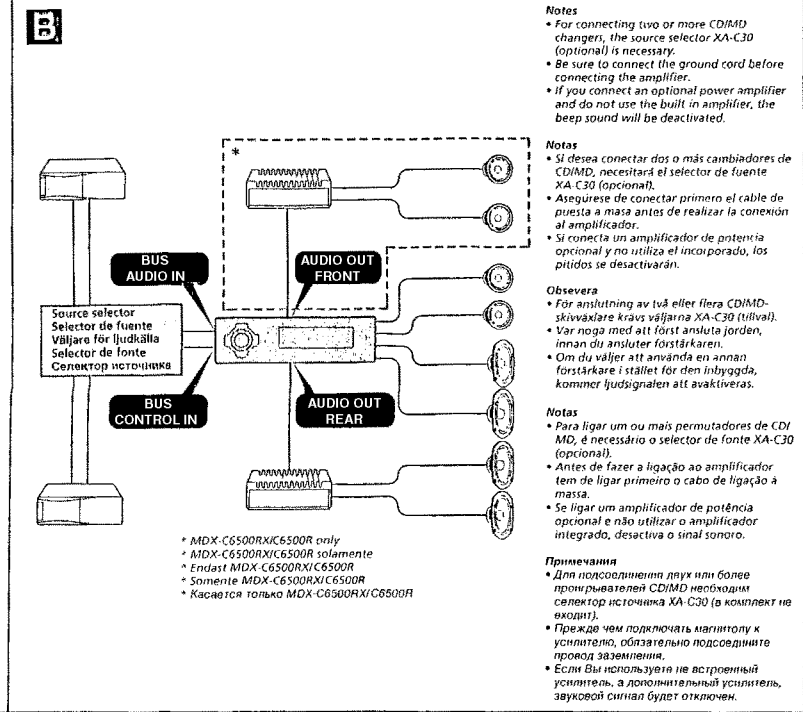 B
*
BUS
AUDIO IN
AUDIO OUT
FRONT
Source selector
Selector de fuente
Väljare för ljudkälla
Selector de fonte
Селектор источника
BUS
CONTROL IN
AUDIO OUT
REAR
* MDX-C6500RX/C6500R only
* MDX-C6500RX/C6500R solamente
* Endast MDX-C6500RX/C6500R
* Somente MDX-C6500RX/C6500R
* Касается только MDX-C6500RX/C6500R
Notes
• For connecting two or more CD/MD
changers, the source selector XA-C30
(optional) is necessary.
• Be sure to connect the ground cord before
connecting the amplifier.
• If you connect an optional power amplifier
and do not use the built in amplifier, the
beep sound will be deactivated.
Notas
• Si desea conectar dos o más cambiadores de
CD/MD, necesitará el selector de fuente
XA-C30 (opcional).
• Asegúrese de conectar primero el cable de
puesta a masa antes de realizar la conexión
al amplificador.
• Si conecta un amplificador de potencia
opcional y no utiliza el incorporado, los
pitidos se desactivarán.
Obsevera
• För anslutning av två eller flera CD/MD-
skivväxlare krävs väljarna XA-C30 (tillval).
• Var noga med att först ansluta jorden,
innan du ansluter förstärkaren.
• Om du väljer att använda en annan
förstärkare i stället för den inbyggda,
kommer ljudsignalen att avaktiveras.
Notas
• Para ligar um ou mais permutadores de CD/
MD, é necessário o selector de fonte XA-C30
(opcional).
• Antes de fazer a ligação ao amplificador
tem de ligar primeiro o cabo de ligação à
massa.
• Se ligar um amplificador de potência
opcional e não utilizar o amplificador
integrado, desactiva o sinal sonoro.
Примечания
• Для подсоединения двух или более
проигрывателей CD/MD необходим
селектор источника XA-C30 (в комплект не
входит).
• Прежде чем подключать магнитолу к
усилителю, обязательно подсоедините
провод заземления.
• Если Вы используете не встроенный
усилитель, а дополнительный усилитель,
звуковой сигнал будет отключен.